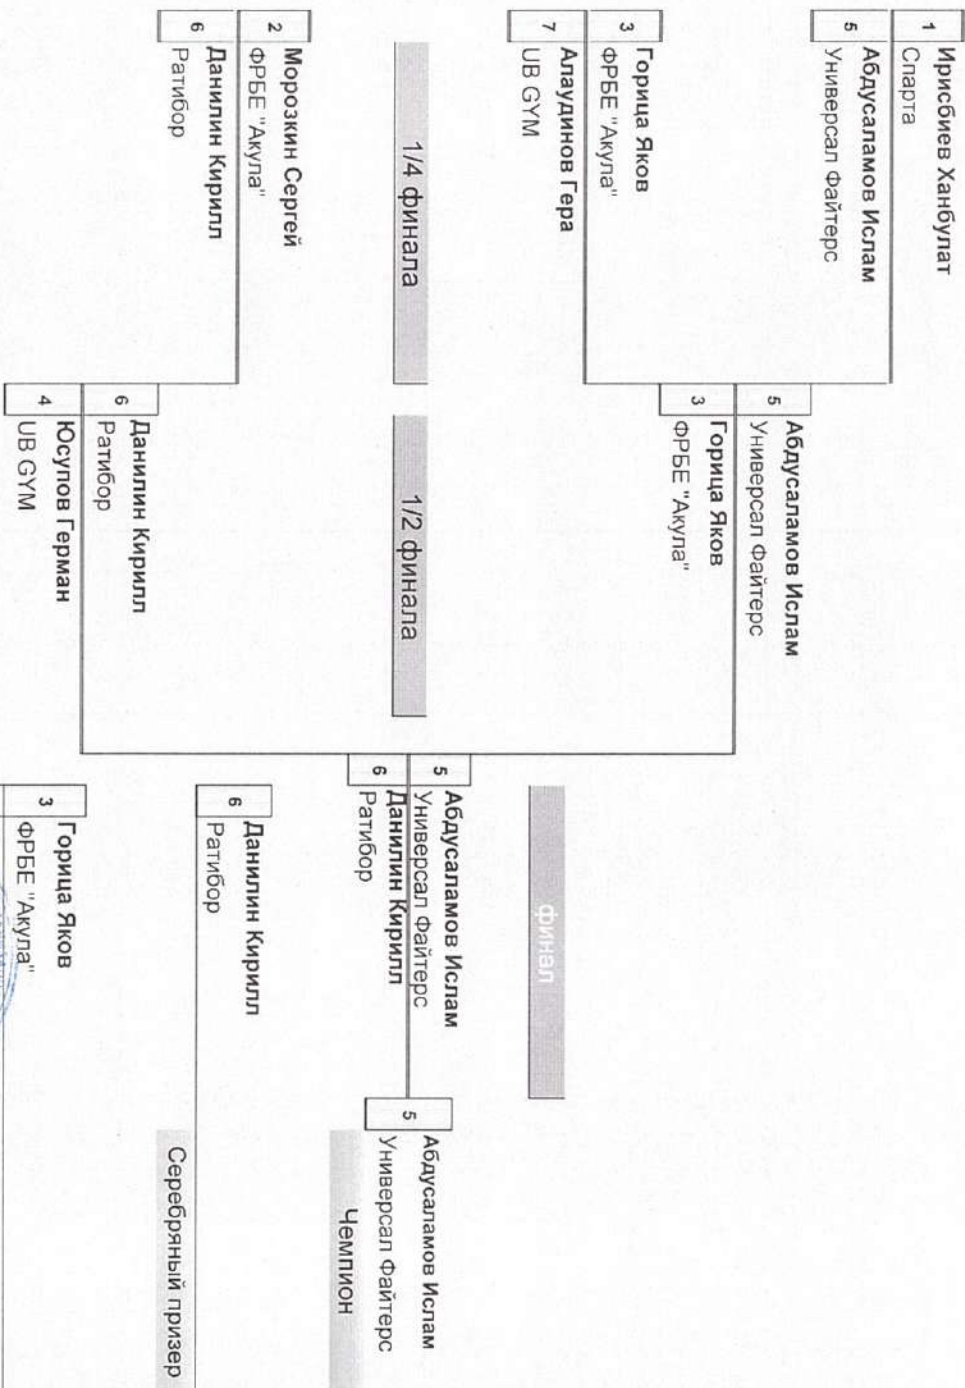 1
Ирисбиев Ханбулат
Спарта
5
Абдусаламов Ислам
Универсал Файтерс
3
Горица Яков
ФРБЕ "Акула"
7
Алаудинов Гера
UB GYM
1/4 финала
2
Морозкин Сергей
ФРБЕ "Акула"
6
Данилин Кирилл
Ратибор
5
Абдусаламов Ислам
Универсал Файтерс
3
Горица Яков
ФРБЕ "Акула"
1/2 финала
6
Данилин Кирилл
Ратибор
4
Юсупов Герман
UB GYM
финал
5
Абдусаламов Ислам
Универсал Файтерс
6
Данилин Кирилл
Ратибор
5
Абдусаламов Ислам
Универсал Файтерс
Чемпион
6
Данилин Кирилл
Ратибор
Серебряный призер
3
Горица Яков
ФРБЕ "Акула"